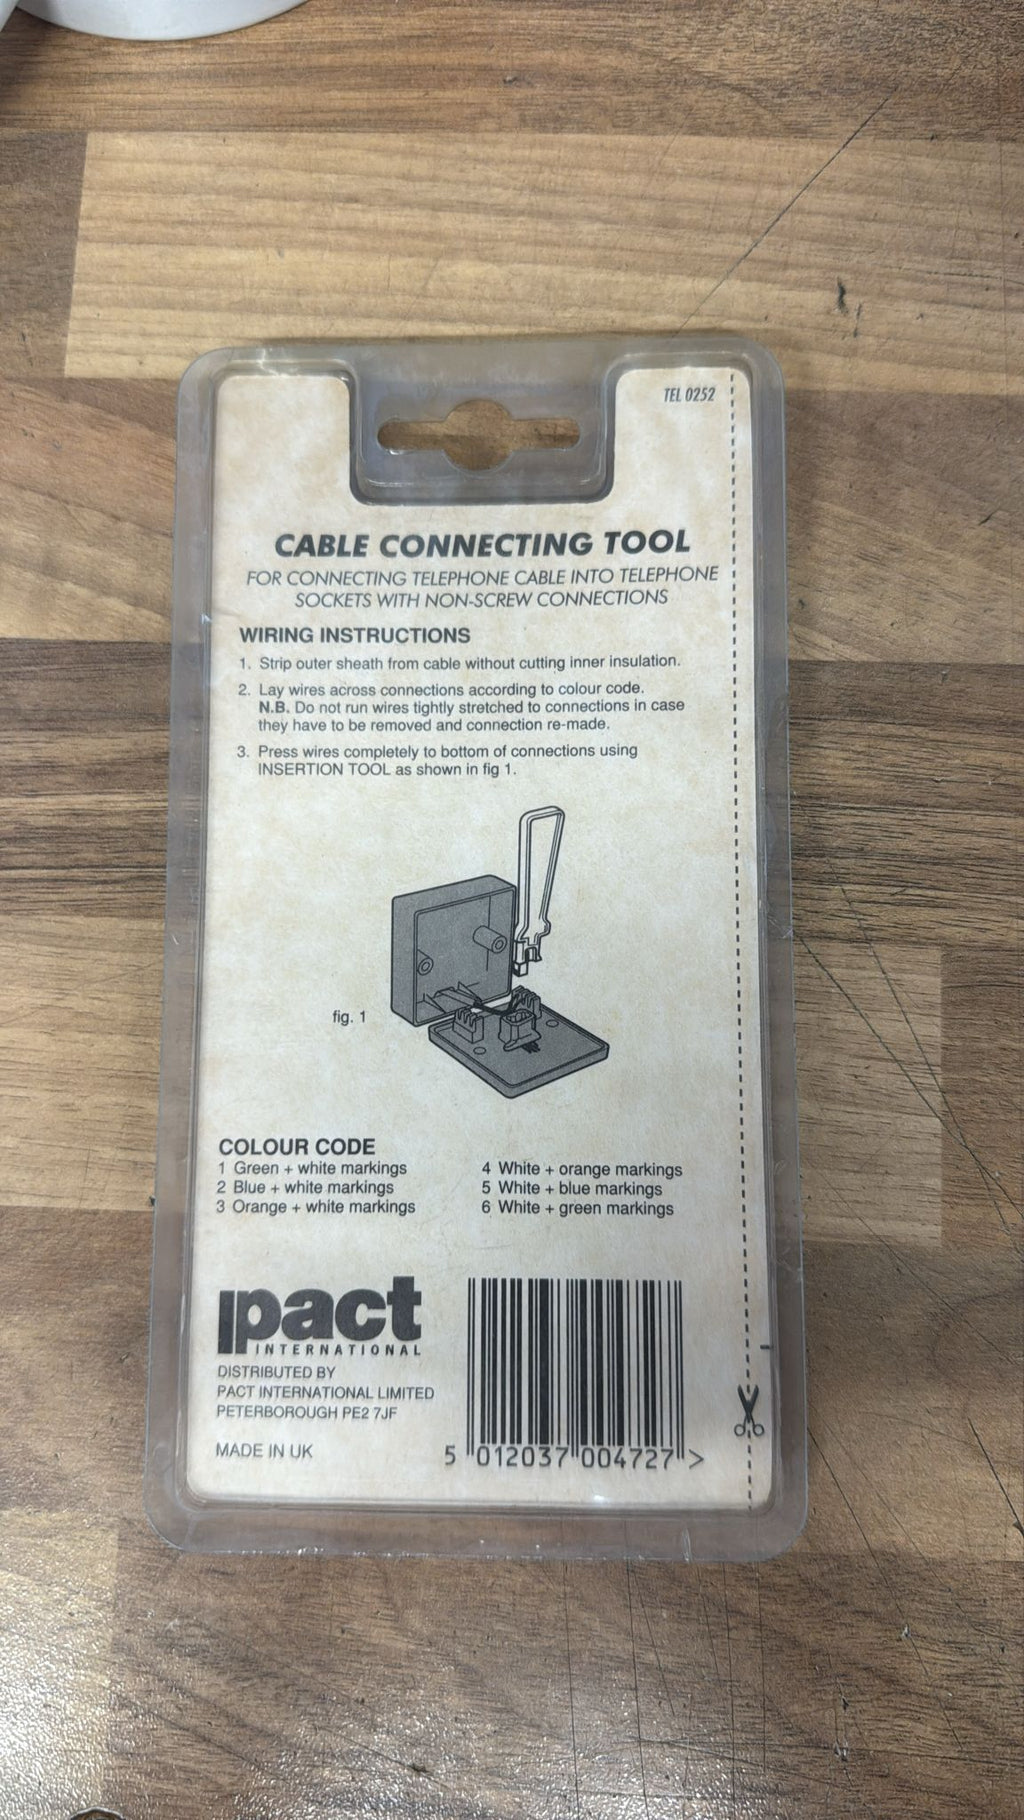 TEL 0252
CABLE CONNECTING TOOL
FOR CONNECTING TELEPHONE CABLE INTO TELEPHONE
SOCKETS WITH NON-SCREW CONNECTIONS
WIRING INSTRUCTIONS
1. Strip outer sheath from cable without cutting inner insulation.
2. Lay wires across connections according to colour code.
N.B. Do not run wires tightly stretched to connections in case
they have to be removed and connection re-made.
3. Press wires completely to bottom of connections using
INSERTION TOOL as shown in fig 1.
fig. 1
COLOUR CODE
1 Green + white markings
2 Blue + white markings
3 Orange + white markings
4 White + orange markings
5 White + blue markings
6 White + green markings
pact
INTERNATIONAL
DISTRIBUTED BY
PACT INTERNATIONAL LIMITED
PETERBOROUGH PE2 7JF
MADE IN UK
5 012037 004727 >